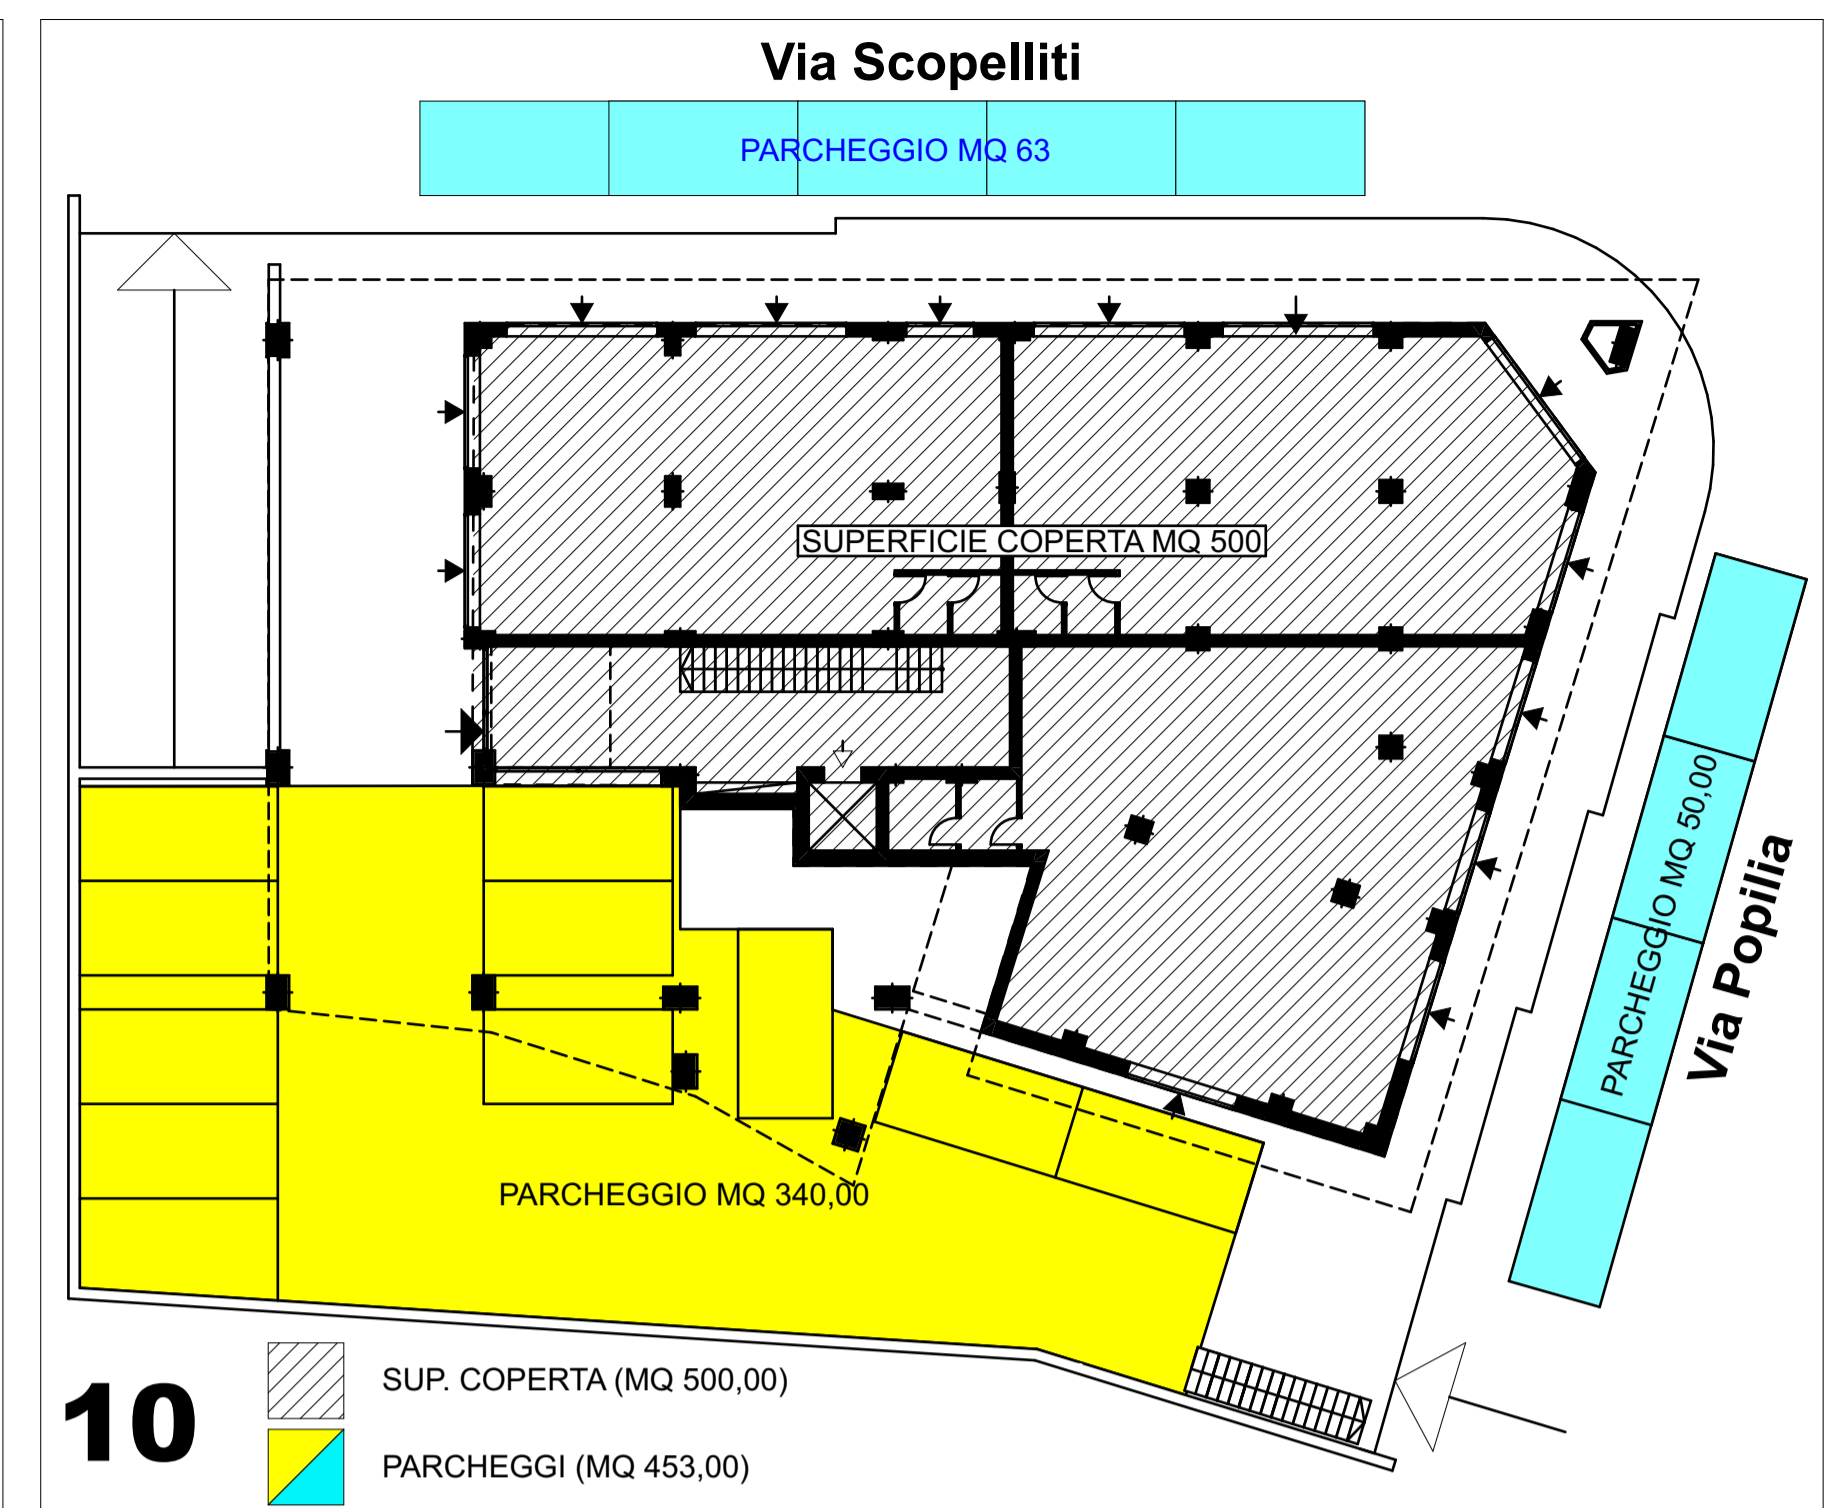 Via Scopelliti
PARCHEGGIO MQ 63
SUPERFICIE COPERTA MQ 500
PARCHEGGIO MQ 50,00
Via Popilia
PARCHEGGIO MQ 340,00
10
SUP. COPERTA (MQ 500,00)
PARCHEGGI (MQ 453,00)